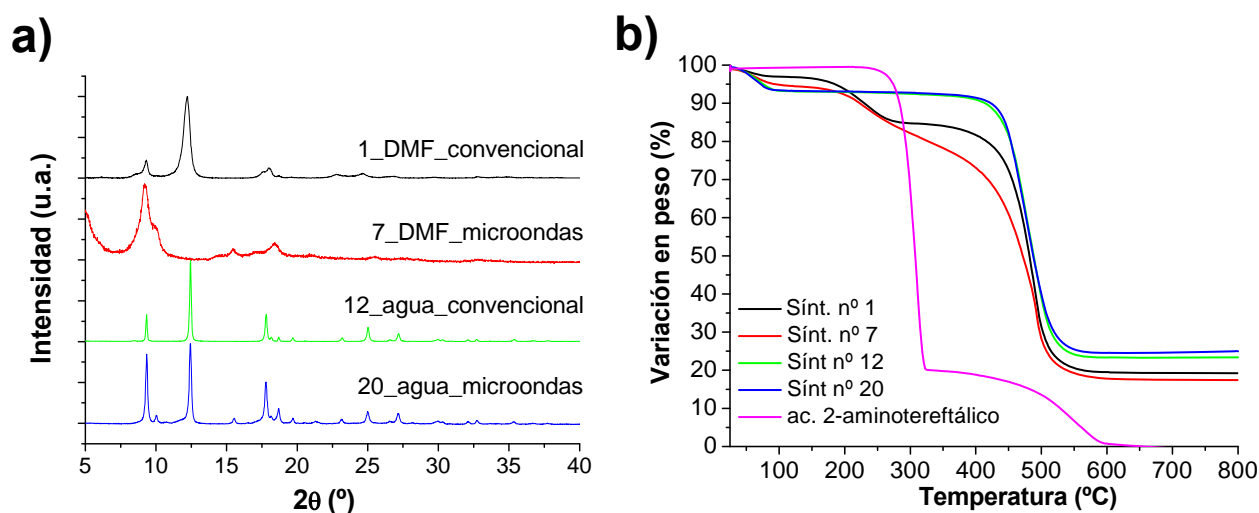 a)
Intensidad (u.a.)
1_DMF_convencional
7_DMF_microondas
12_agua_convencional
20_agua_microondas
5 10 15 20 25 30 35 40
2θ (º)
b)
Variación en peso (%)
100
90
80
70
60
50
40
30
20
10
0
Sínt. nº 1
Sínt. nº 7
Sínt nº 12
Sínt nº 20
ac. 2-aminotereftálico
100 200 300 400 500 600 700 800
Temperatura (ºC)